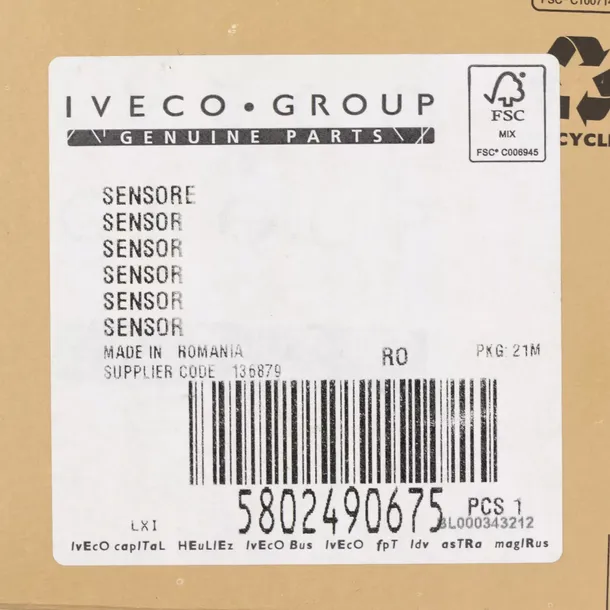 IVECO • GROUP
GENUINE PARTS
FSC
MIX
FSC® C006945
SENSORE
SENSOR
SENSOR
SENSOR
SENSOR
SENSOR
MADE IN ROMANIA
RO
PKG 21M
SUPPLIER CODE 136879
5802490675
PCS 1
LXI
BL000343212
IvEcO capITaL HEuLIEz IvEcO Bus IvEcO fpT Idv asTRa magIRus